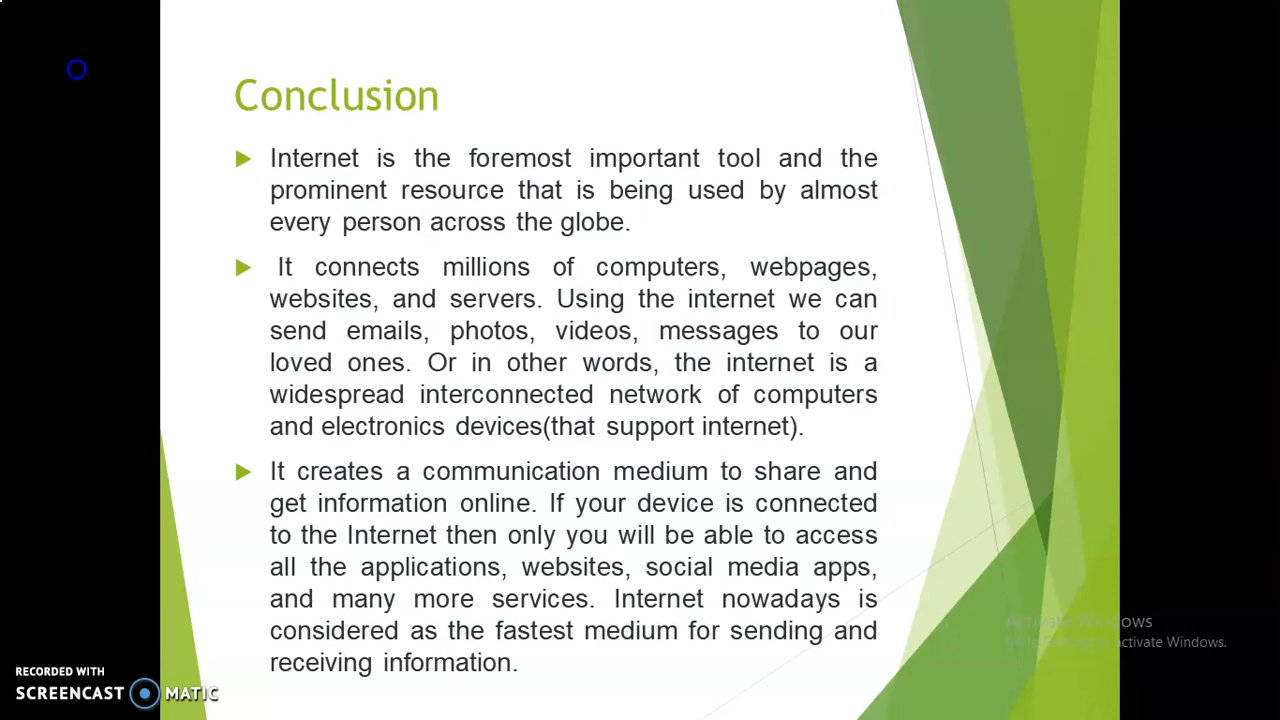 Conclusion
Internet is the foremost important tool and the
prominent resource that is being used by almost
every person across the globe.
It connects millions of computers, webpages,
websites, and servers. Using the internet we can
send emails, photos, videos, messages to our
loved ones. Or in other words, the internet is a
widespread interconnected network of computers
and electronics devices(that support internet).
It creates a communication medium to share and
get information online. If your device is connected
to the Internet then only you will be able to access
all the applications, websites, social media apps,
and many more services. Internet nowadays is
considered as the fastest medium for sending and
receiving information.
Activate Windows
Go to Settings to activate Windows.
RECORDED WITH
SCREENCAST MATIC